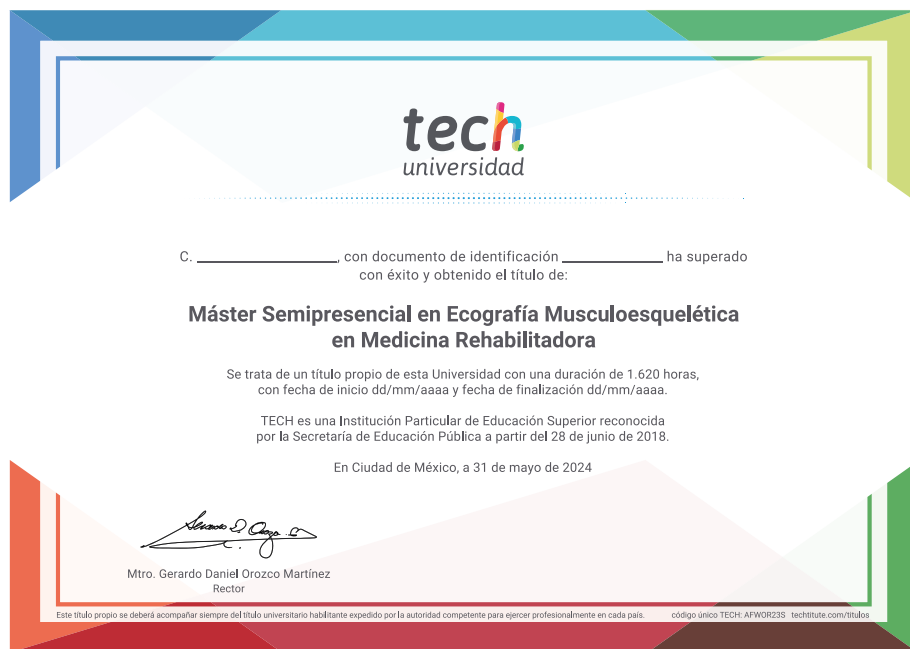 tech
universidad
C. ____________, con documento de identificación ____________ ha superado
con éxito y obtenido el título de:
Máster Semipresencial en Ecografía Musculoesquelética
en Medicina Rehabilitadora
Se trata de un título propio de esta Universidad con una duración de 1.620 horas,
con fecha de inicio dd/mm/aaaa y fecha de finalización dd/mm/aaaa.
TECH es una Institución Particular de Educación Superior reconocida
por la Secretaría de Educación Pública a partir del 28 de junio de 2018.
En Ciudad de México, a 31 de mayo de 2024
Mtro. Gerardo Daniel Orozco Martínez
Rector
Este título propio se deberá acompañar siempre del título universitario habilitante expedido por la autoridad competente para ejercer profesionalmente en cada país. código único TECH: AFWOR23S techtitute.com/titulos